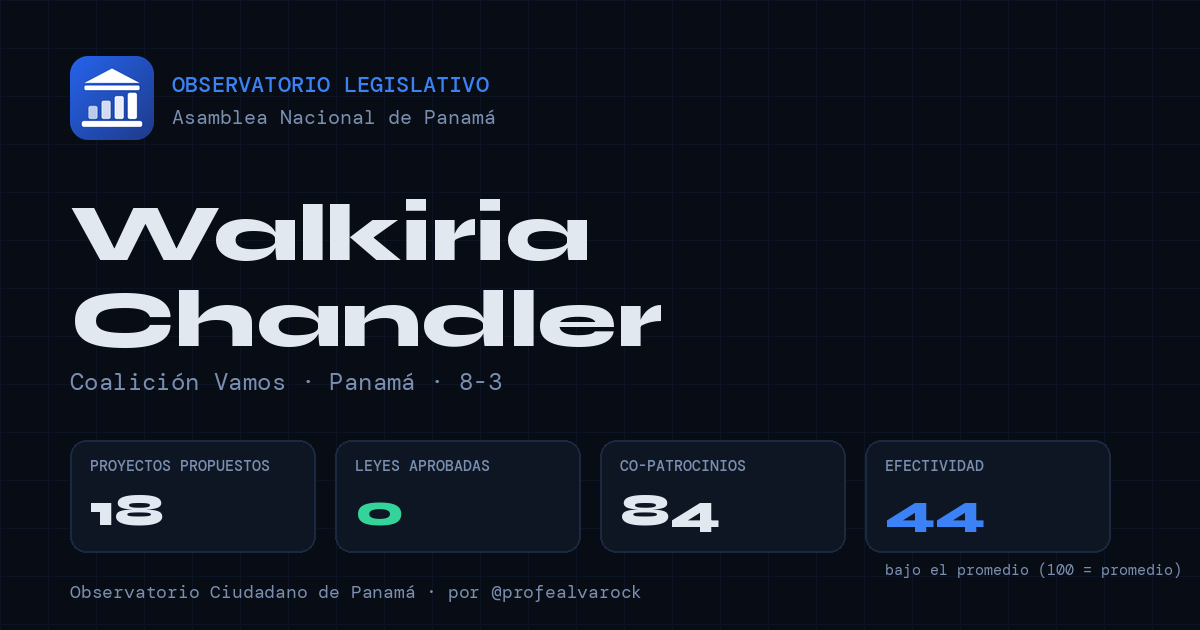 OBSERVATORIO LEGISLATIVO
Asamblea Nacional de Panamá
Walkiria
Chandler
Coalición Vamos · Panamá · 8-3
PROYECTOS PROPUESTOS
18
LEYES APROBADAS
0
CO-PATROCINIOS
84
EFECTIVIDAD
44
bajo el promedio (100 = promedio)
Observatorio Ciudadano de Panamá · por @profealvarock